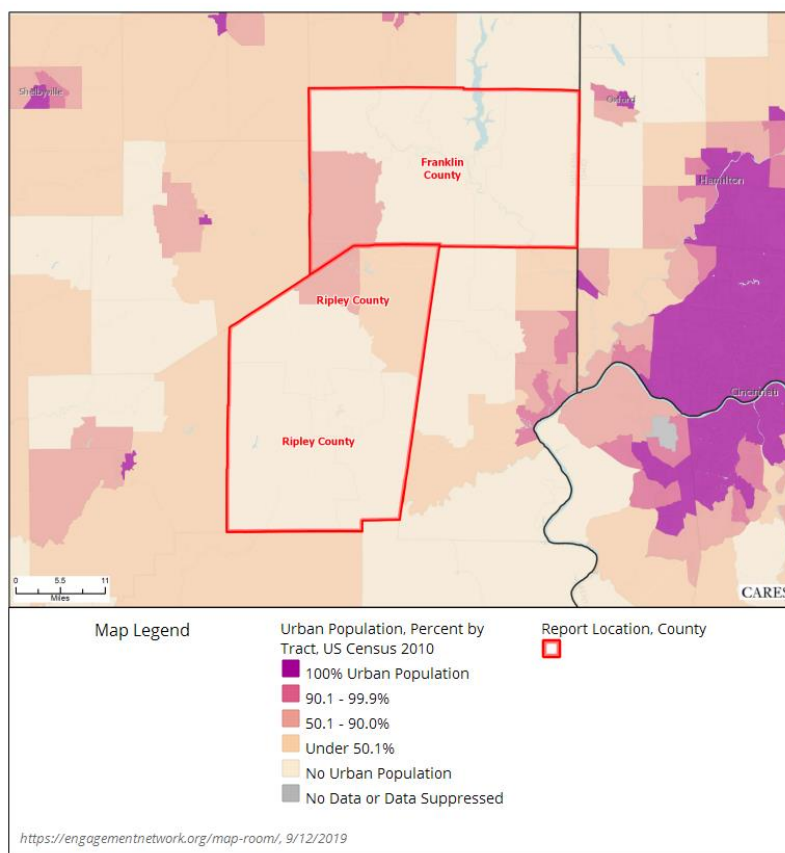 Shelbyville
Oxford
Franklin
County
Hamilton
Ripley County
Cincinnati
Ripley County
0 5.5 11
Miles
CARES
Map Legend
Urban Population, Percent by
Tract, US Census 2010
100% Urban Population
90.1 - 99.9%
50.1 - 90.0%
Under 50.1%
No Urban Population
No Data or Data Suppressed
Report Location, County
https://engagementnetwork.org/map-room/, 9/12/2019